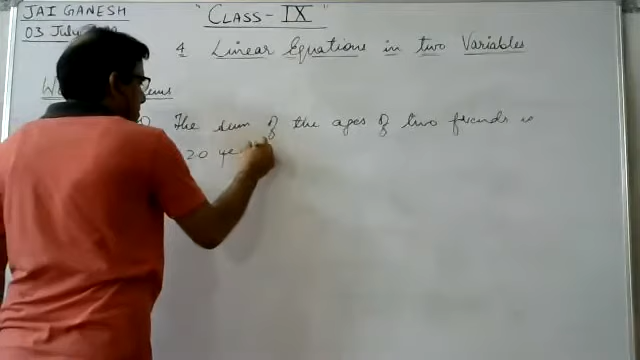 JAI GANESH
"CLASS-IX"
03 July
4 Linear Equations in two Variables
The sum of the ages of two friends is
20